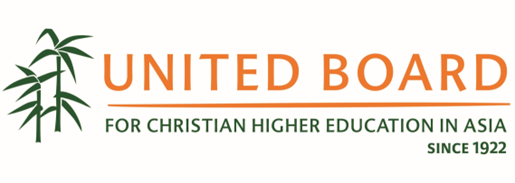 UNITED BOARD
FOR CHRISTIAN HIGHER EDUCATION IN ASIA
SINCE 1922